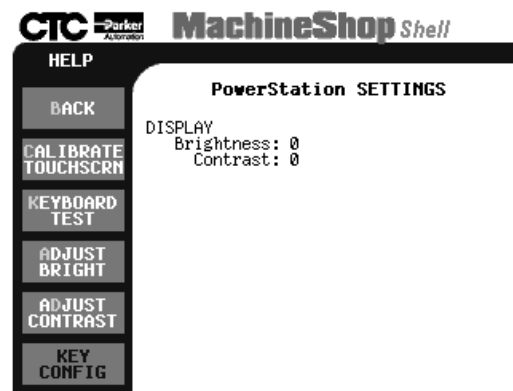 CTC Parker Automation MachineShop Shell
HELP
PowerStation SETTINGS
BACK
DISPLAY
Brightness: 0
Contrast: 0
CALIBRATE
TOUCHSCRN
KEYBOARD
TEST
ADJUST
BRIGHT
ADJUST
CONTRAST
KEY
CONFIG